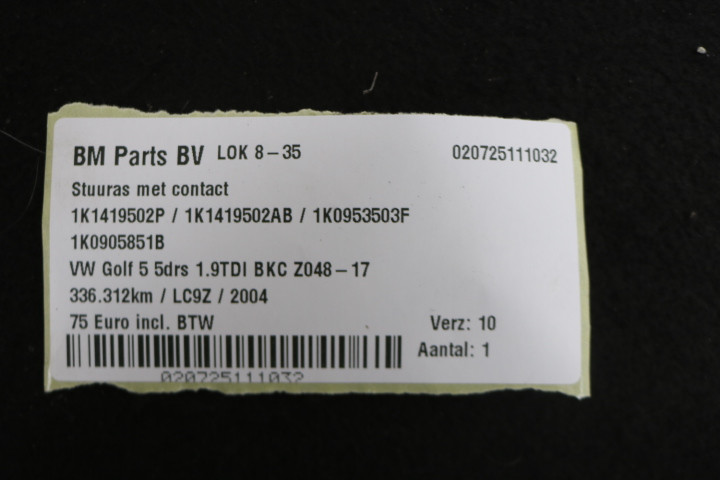 BM Parts BV LOK 8-35 020725111032
Stuuras met contact
1K1419502P / 1K1419502AB / 1K0953503F
1K0905851B
VW Golf 5 5drs 1.9TDI BKC Z048-17
336.312km / LC9Z / 2004
75 Euro incl. BTW Verz: 10
Aantal: 1
020725111032